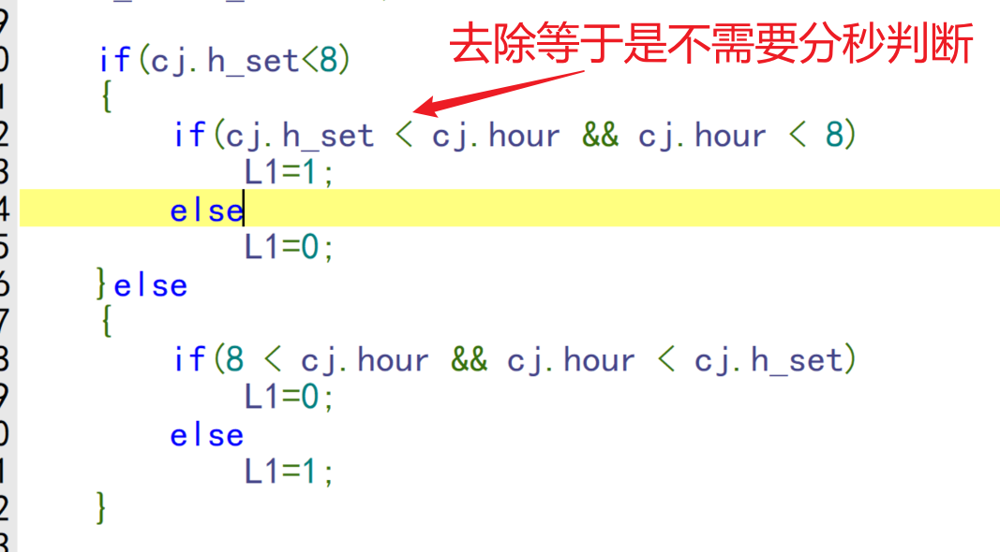 去除等于是不需要分秒判断
if(cj.h_set<8)
{
if(cj.h_set < cj.hour && cj.hour < 8)
L1=1;
else
L1=0;
}else
{
if(8 < cj.hour && cj.hour < cj.h_set)
L1=0;
else
L1=1;
}